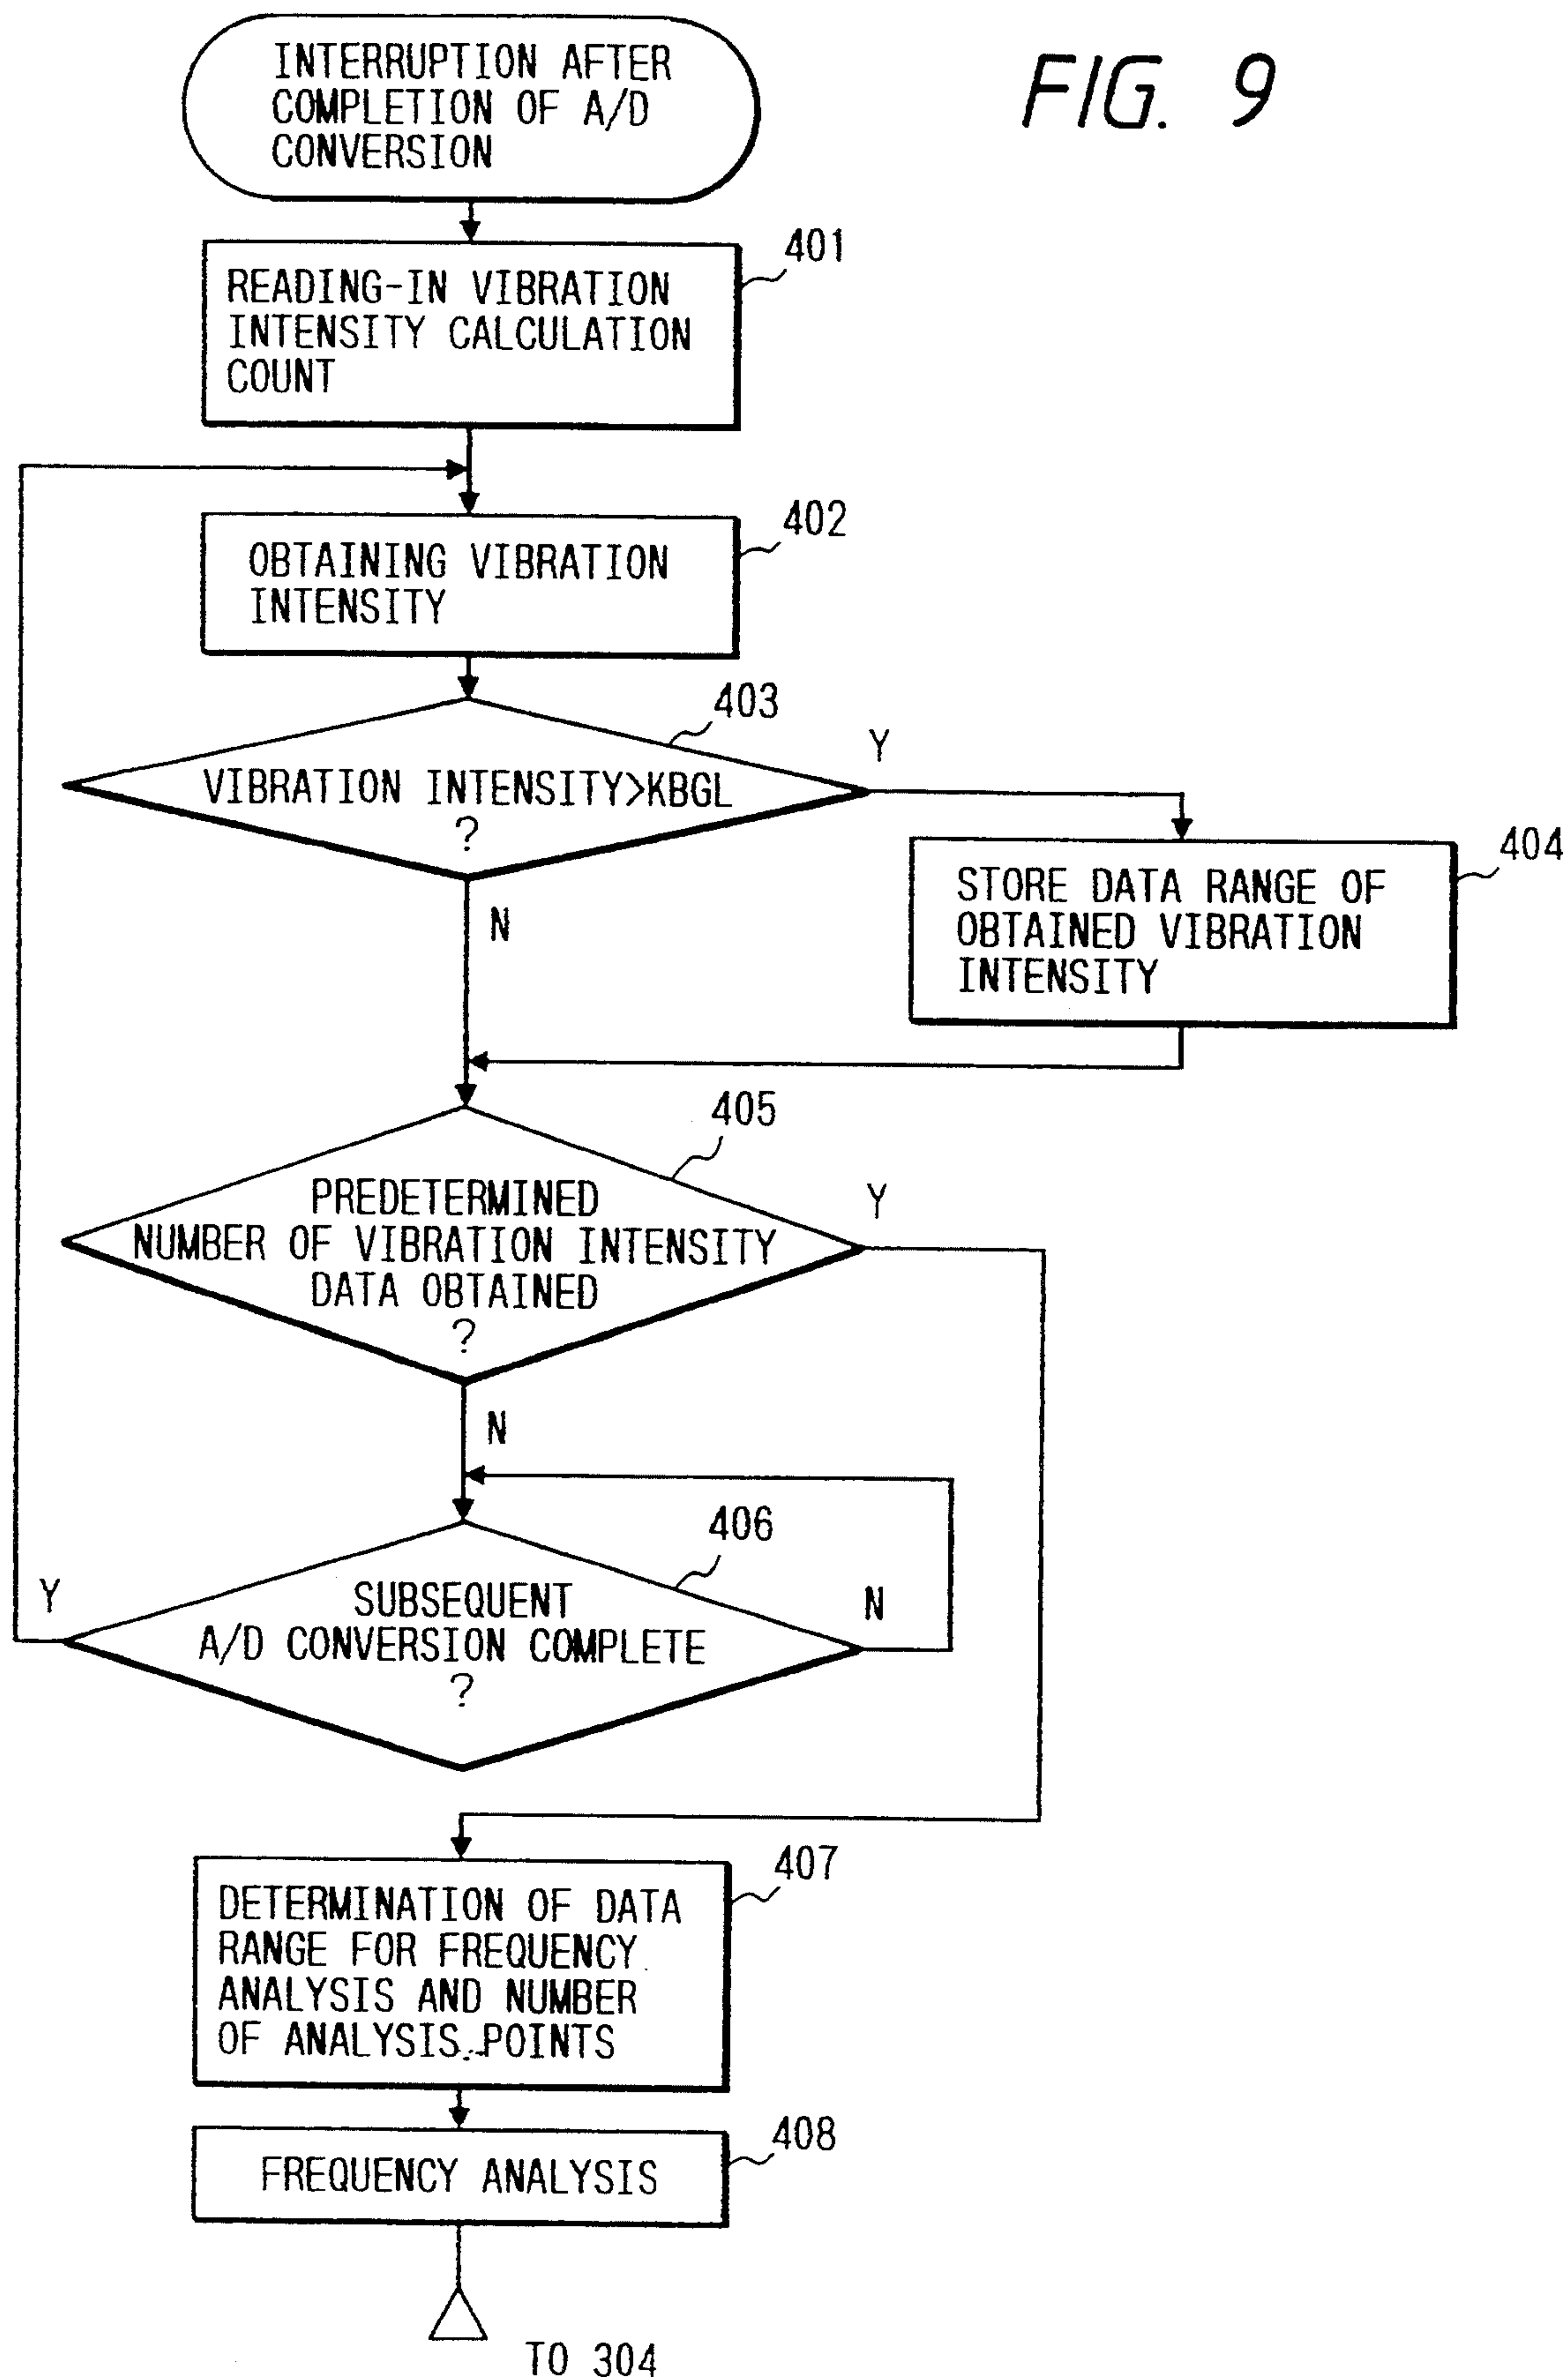 FIG. 9
INTERRUPTION AFTER
COMPLETION OF A/D
CONVERSION
401
READING-IN VIBRATION
INTENSITY CALCULATION
COUNT
402
OBTAINING VIBRATION
INTENSITY
403
VIBRATION INTENSITY>KBGL
?
Y
N
404
STORE DATA RANGE OF
OBTAINED VIBRATION
INTENSITY
405
PREDETERMINED
NUMBER OF VIBRATION INTENSITY
DATA OBTAINED
?
Y
N
406
SUBSEQUENT
A/D CONVERSION COMPLETE
?
Y
N
407
DETERMINATION OF DATA
RANGE FOR FREQUENCY
ANALYSIS AND NUMBER
OF ANALYSIS POINTS
408
FREQUENCY ANALYSIS
TO 304